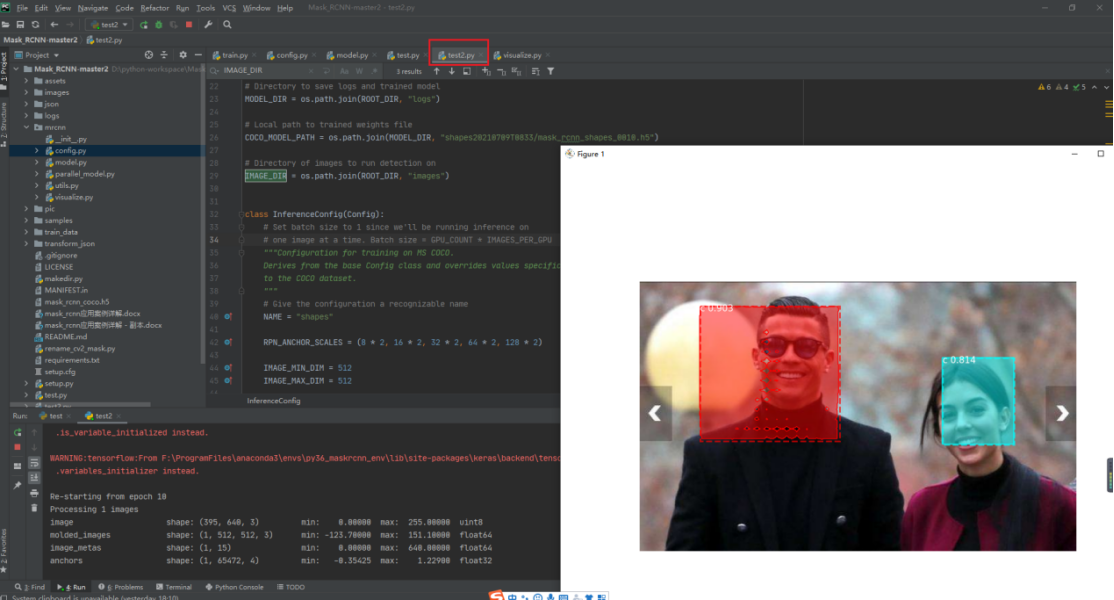 File Edit View Navigate Code Refactor Run Tools VCS Window Help Mask_RCNN-master2 - test2.py
test2
Mask_RCNN-master2 test2.py
Project
train.py config.py model.py test.py test2.py visualize.py
1: Project
Mask_RCNN-master2 D:\python-workspace\Mask
IMAGE_DIR
3 results
assets
images
json
logs
mrcnn
__init__.py
config.py
model.py
parallel_model.py
utils.py
visualize.py
pic
samples
train_data
transform_json
.gitignore
LICENSE
makedir.py
MANIFEST.in
mask_rcnn_coco.h5
mask_rcnn应用案例详解.docx
mask_rcnn应用案例详解 - 副本.docx
README.md
rename_cv2_mask.py
requirements.txt
setup.cfg
setup.py
test.py
test2.py
Z: Structure
6 4 5
22 # Directory to save logs and trained model
23 MODEL_DIR = os.path.join(ROOT_DIR, "logs")
24
25 # Local path to trained weights file
26 COCO_MODEL_PATH = os.path.join(MODEL_DIR, "shapes20210709T0833/mask_rcnn_shapes_0010.h5")
27
28 # Directory of images to run detection on
29 IMAGE_DIR = os.path.join(ROOT_DIR, "images")
30
31
32 class InferenceConfig(Config):
33 # Set batch size to 1 since we'll be running inference on
34 # one image at a time. Batch size = GPU_COUNT * IMAGES_PER_GPU
35 """Configuration for training on MS COCO.
36 Derives from the base Config class and overrides values specific
37 to the COCO dataset.
38 """
39 # Give the configuration a recognizable name
40 NAME = "shapes"
41
42 RPN_ANCHOR_SCALES = (8 * 2, 16 * 2, 32 * 2, 64 * 2, 128 * 2)
43
44 IMAGE_MIN_DIM = 512
45 IMAGE_MAX_DIM = 512
InferenceConfig
Figure 1
c 0.903
c 0.814
Run: test test2
.is_variable_initialized instead.
WARNING:tensorflow:From F:\ProgramFiles\anaconda3\envs\py36_maskrcnn_env\lib\site-packages\keras\backend\tens
.variables_initializer instead.
Re-starting from epoch 10
Processing 1 images
image shape: (395, 640, 3) min: 0.00000 max: 255.00000 uint8
molded_images shape: (1, 512, 512, 3) min: -123.70000 max: 151.10000 float64
image_metas shape: (1, 15) min: 0.00000 max: 640.00000 float64
anchors shape: (1, 65472, 4) min: -0.35425 max: 1.22900 float32
2: Favorites
3: Find 4: Run 6: Problems Terminal Python Console TODO
System clipboard is unavailable (yesterday 18:10)
中